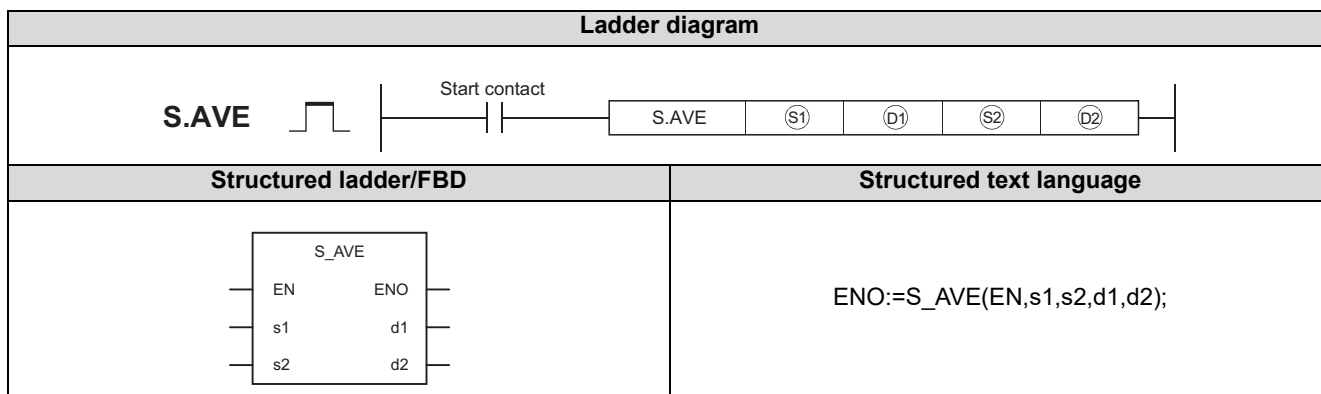 Ladder diagram
Start contact
S.AVE
S.AVE S1 D1 S2 D2
Structured ladder/FBD
Structured text language
S_AVE
EN ENO
s1 d1
s2 d2
ENO:=S_AVE(EN,s1,s2,d1,d2);